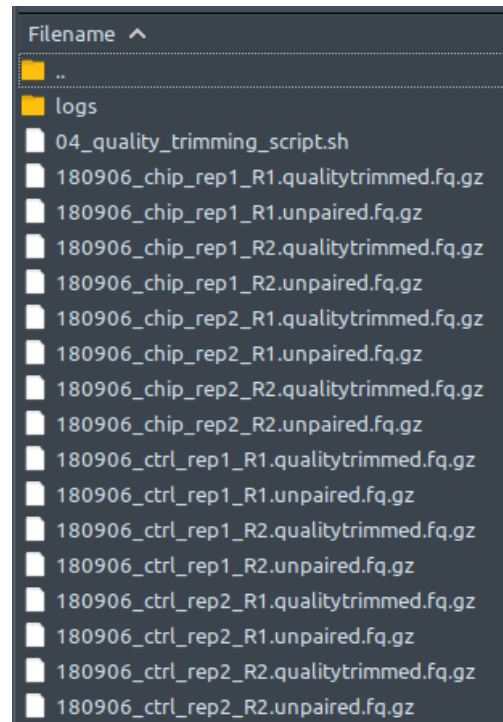 Filename
..
logs
04_quality_trimming_script.sh
180906_chip_rep1_R1.qualitytrimmed.fq.gz
180906_chip_rep1_R1.unpaired.fq.gz
180906_chip_rep1_R2.qualitytrimmed.fq.gz
180906_chip_rep1_R2.unpaired.fq.gz
180906_chip_rep2_R1.qualitytrimmed.fq.gz
180906_chip_rep2_R1.unpaired.fq.gz
180906_chip_rep2_R2.qualitytrimmed.fq.gz
180906_chip_rep2_R2.unpaired.fq.gz
180906_ctrl_rep1_R1.qualitytrimmed.fq.gz
180906_ctrl_rep1_R1.unpaired.fq.gz
180906_ctrl_rep1_R2.qualitytrimmed.fq.gz
180906_ctrl_rep1_R2.unpaired.fq.gz
180906_ctrl_rep2_R1.qualitytrimmed.fq.gz
180906_ctrl_rep2_R1.unpaired.fq.gz
180906_ctrl_rep2_R2.qualitytrimmed.fq.gz
180906_ctrl_rep2_R2.unpaired.fq.gz